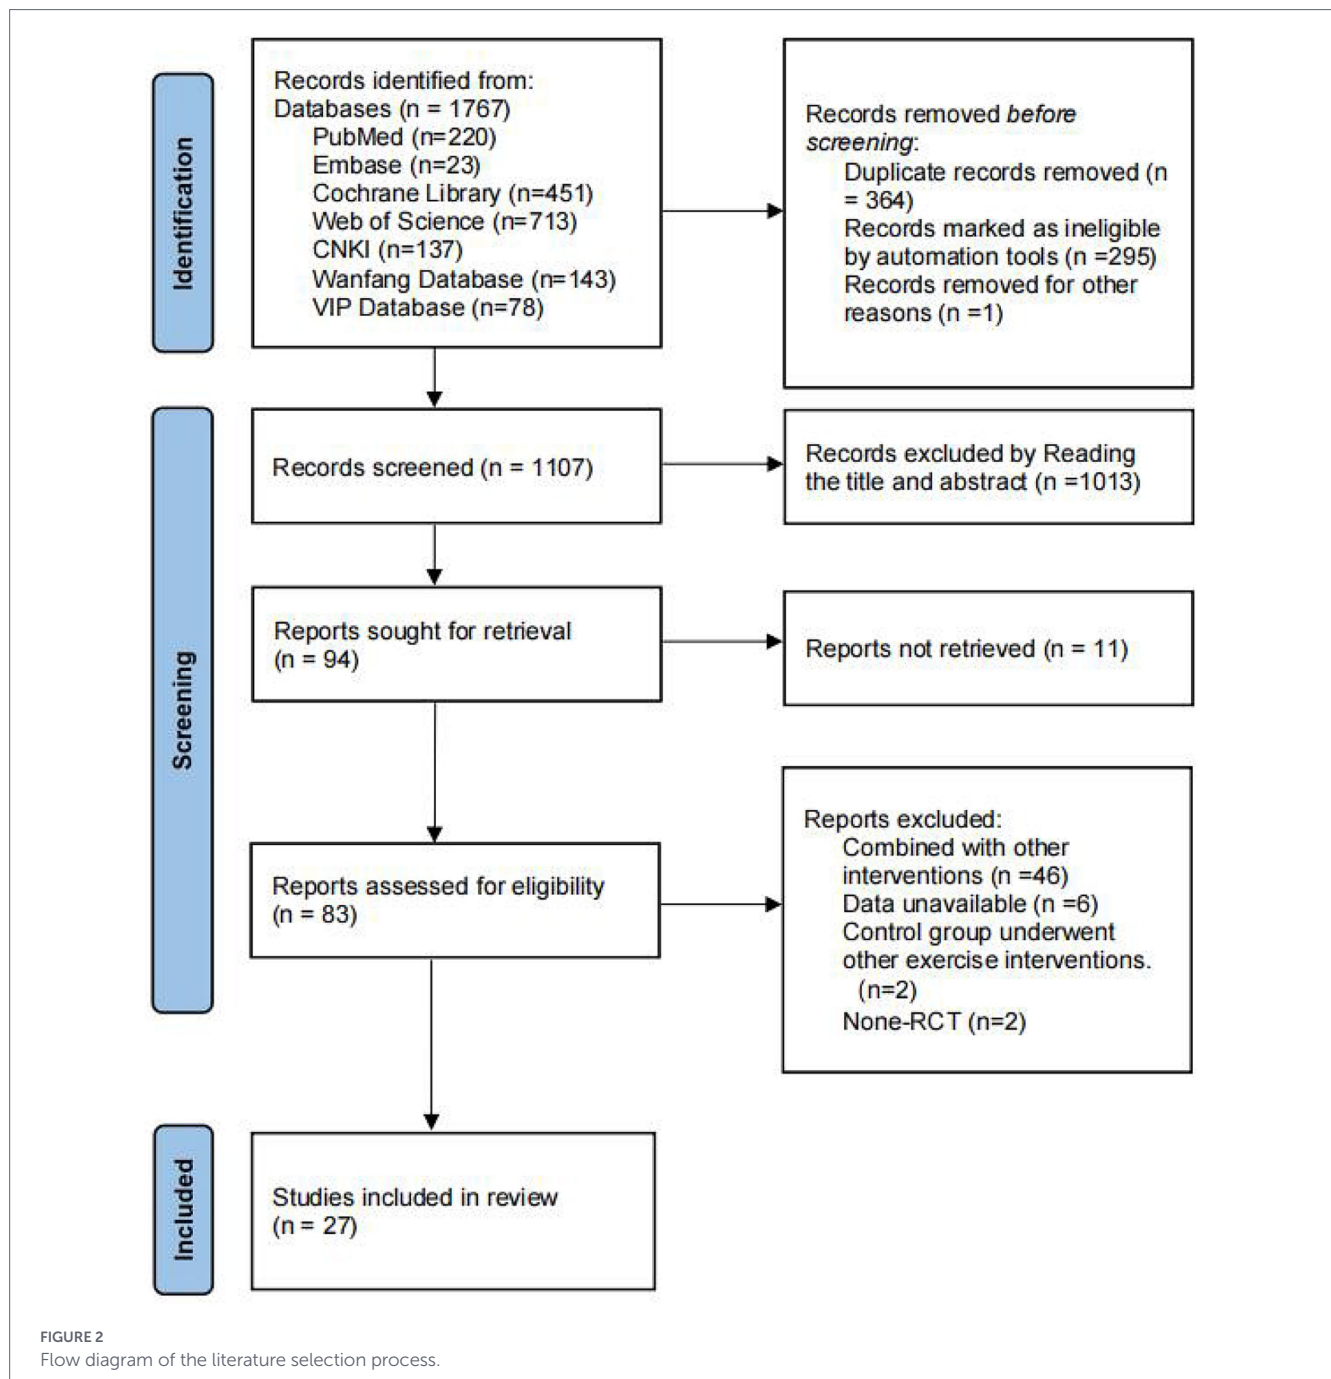 Identification
Records identified from:
Databases (n = 1767)
PubMed (n=220)
Embase (n=23)
Cochrane Library (n=451)
Web of Science (n=713)
CNKI (n=137)
Wanfang Database (n=143)
VIP Database (n=78)
Records removed before
screening:
Duplicate records removed (n
= 364)
Records marked as ineligible
by automation tools (n =295)
Records removed for other
reasons (n =1)
Screening
Records screened (n = 1107)
Records excluded by Reading
the title and abstract (n =1013)
Reports sought for retrieval
(n = 94)
Reports not retrieved (n = 11)
Reports assessed for eligibility
(n = 83)
Reports excluded:
Combined with other
interventions (n =46)
Data unavailable (n =6)
Control group underwent
other exercise interventions.
(n=2)
None-RCT (n=2)
Included
Studies included in review
(n = 27)
FIGURE 2
Flow diagram of the literature selection process.